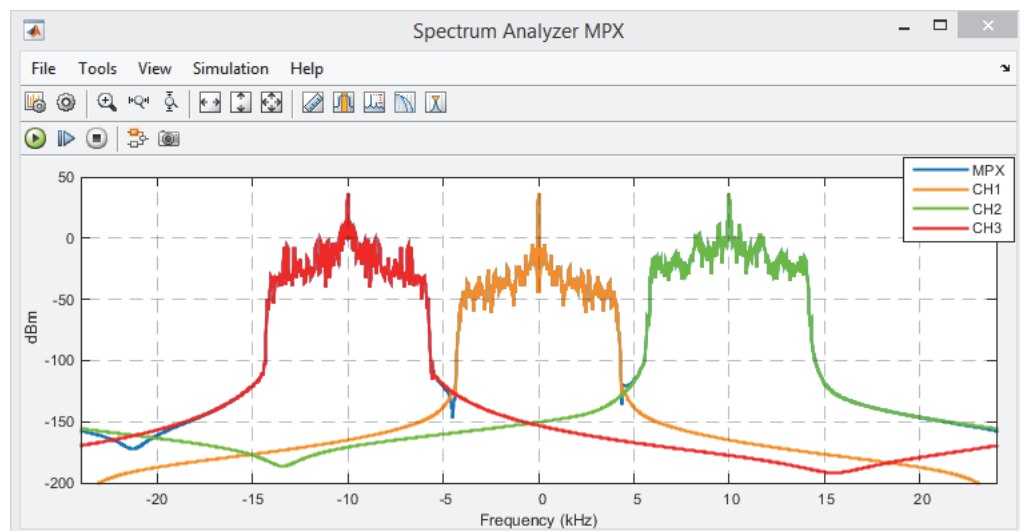 Spectrum Analyzer MPX
File Tools View Simulation Help
MPX
CH1
CH2
CH3
50
0
-50
-100
-150
-200
dBm
-20 -15 -10 -5 0 5 10 15 20
Frequency (kHz)